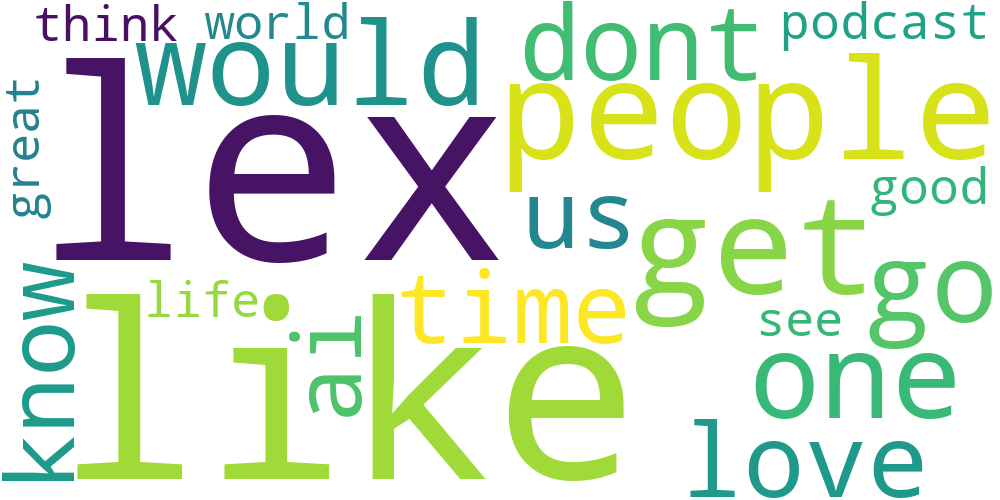 think
world
would
dont
podcast
great
lex
people
us
get
good
know
life
ai
time
go
see
like
one
love